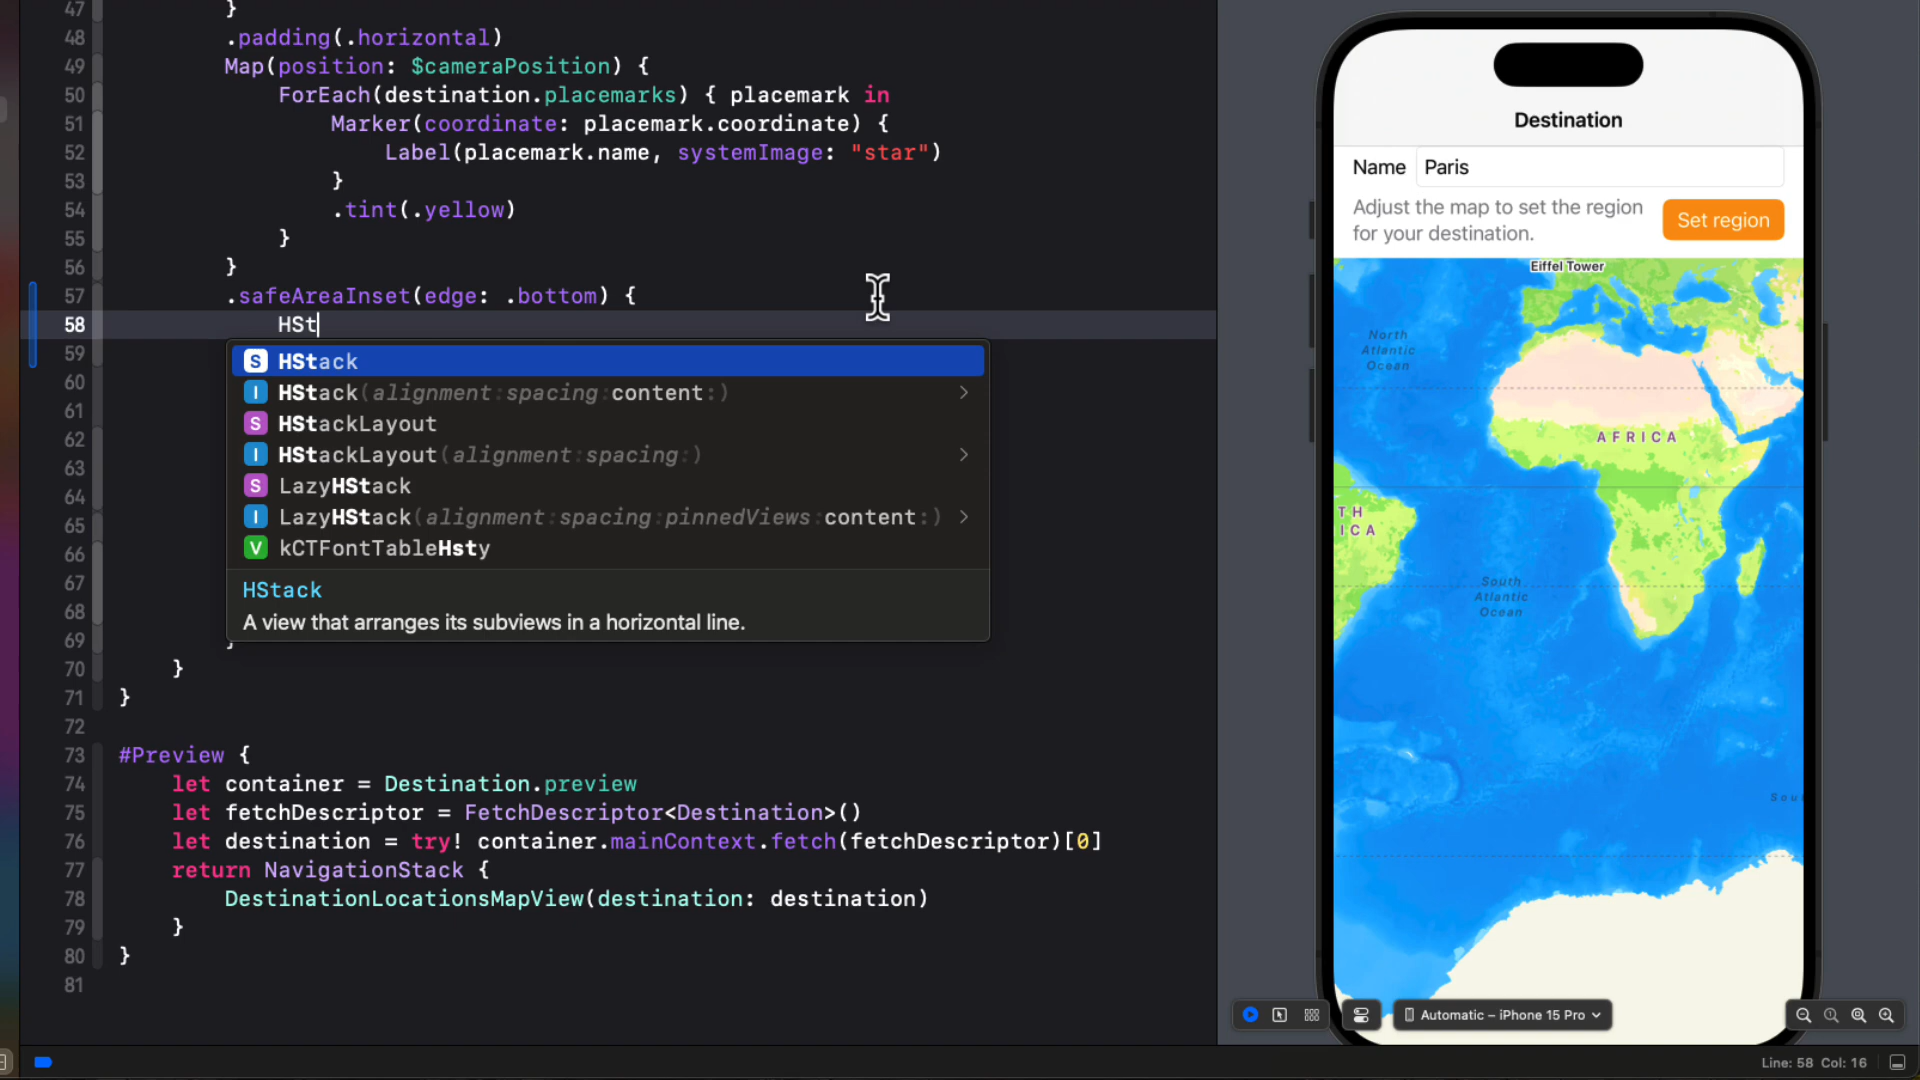 47 }
48 .padding(.horizontal)
49 Map(position: $cameraPosition) {
50 ForEach(destination.placemarks) { placemark in
51 Marker(coordinate: placemark.coordinate) {
52 Label(placemark.name, systemImage: "star")
53 }
54 .tint(.yellow)
55 }
56 }
57 .safeAreaInset(edge: .bottom) {
58 HSt
59
60
61
62
63
64
65
66
67
68
69
70 }
71 }
72
73 #Preview {
74 let container = Destination.preview
75 let fetchDescriptor = FetchDescriptor<Destination>()
76 let destination = try! container.mainContext.fetch(fetchDescriptor)[0]
77 return NavigationStack {
78 DestinationLocationsMapView(destination: destination)
79 }
80 }
81
S HStack
I HStack(alignment:spacing:content:)
S HStackLayout
I HStackLayout(alignment:spacing:)
S LazyHStack
I LazyHStack(alignment:spacing:pinnedViews:content:)
V kCTFontTableHsty
HStack
A view that arranges its subviews in a horizontal line.
Destination
Name Paris
Adjust the map to set the region
for your destination.
Set region
Eiffel Tower
North
Atlantic
Ocean
AFRICA
TH
ICA
South
Atlantic
Ocean
Sou
Automatic – iPhone 15 Pro
Line: 58 Col: 16